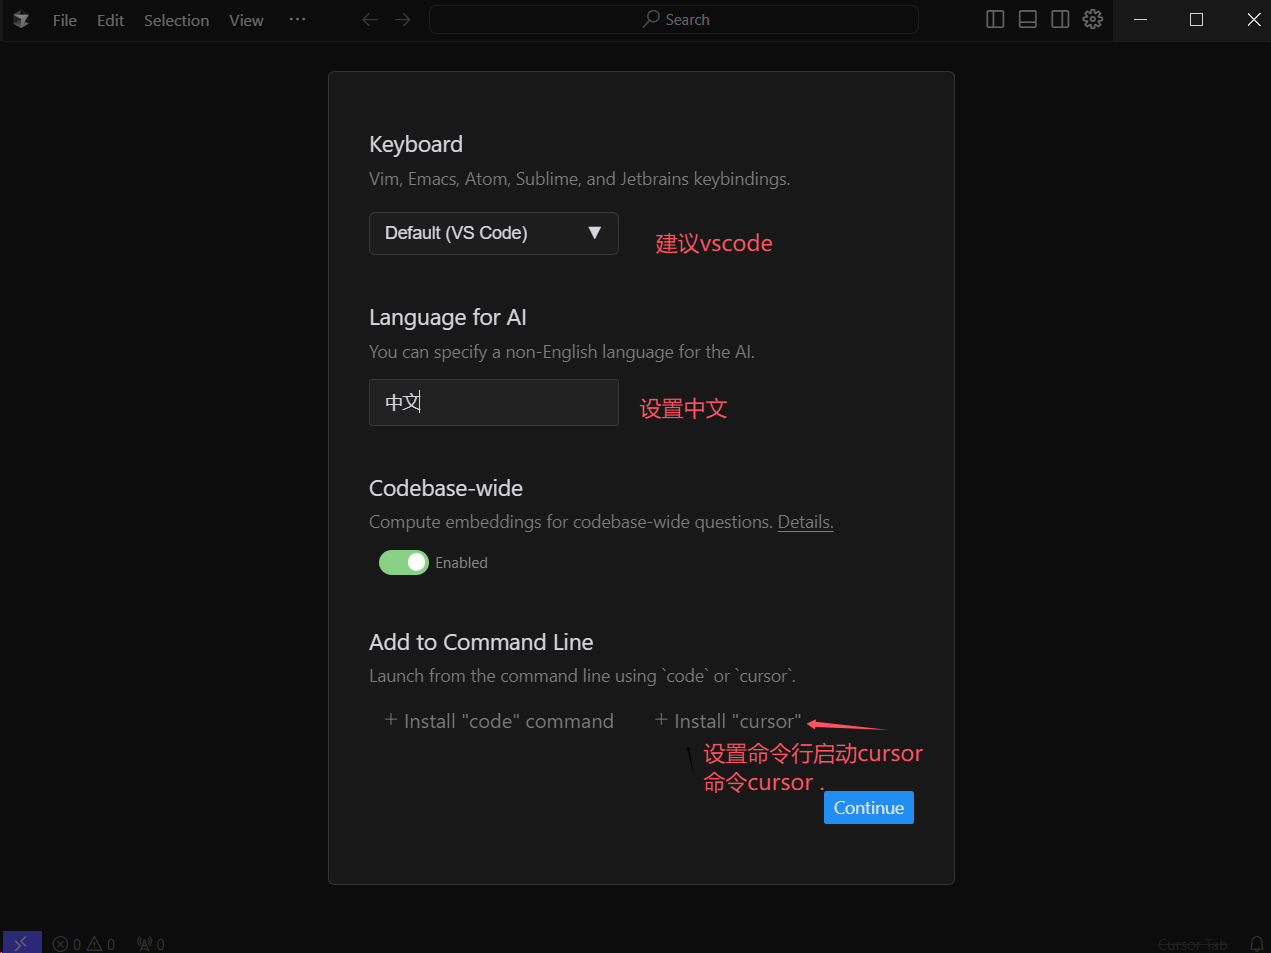 File Edit Selection View ··· Search
Keyboard
Vim, Emacs, Atom, Sublime, and Jetbrains keybindings.
Default (VS Code)
建议vscode
Language for AI
You can specify a non-English language for the AI.
中文
设置中文
Codebase-wide
Compute embeddings for codebase-wide questions. Details.
Enabled
Add to Command Line
Launch from the command line using `code` or `cursor`.
+ Install "code" command + Install "cursor"
设置命令行启动cursor
命令cursor .
Continue
0 0 0 Cursor Tab